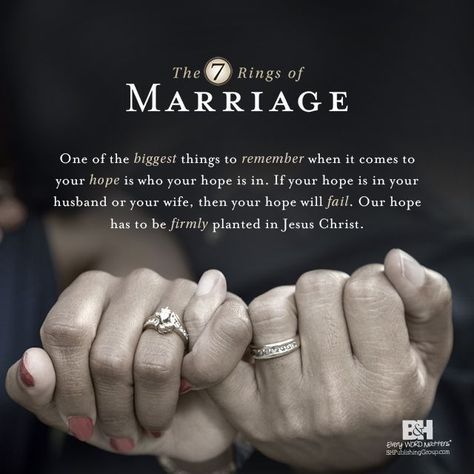 The 7 Rings of
MARRIAGE
One of the biggest things to remember when it comes to
your hope is who your hope is in. If your hope is in your
husband or your wife, then your hope will fail. Our hope
has to be firmly planted in Jesus Christ.
B&H
EVERY WORD MATTERS®
BHPublishingGroup.com